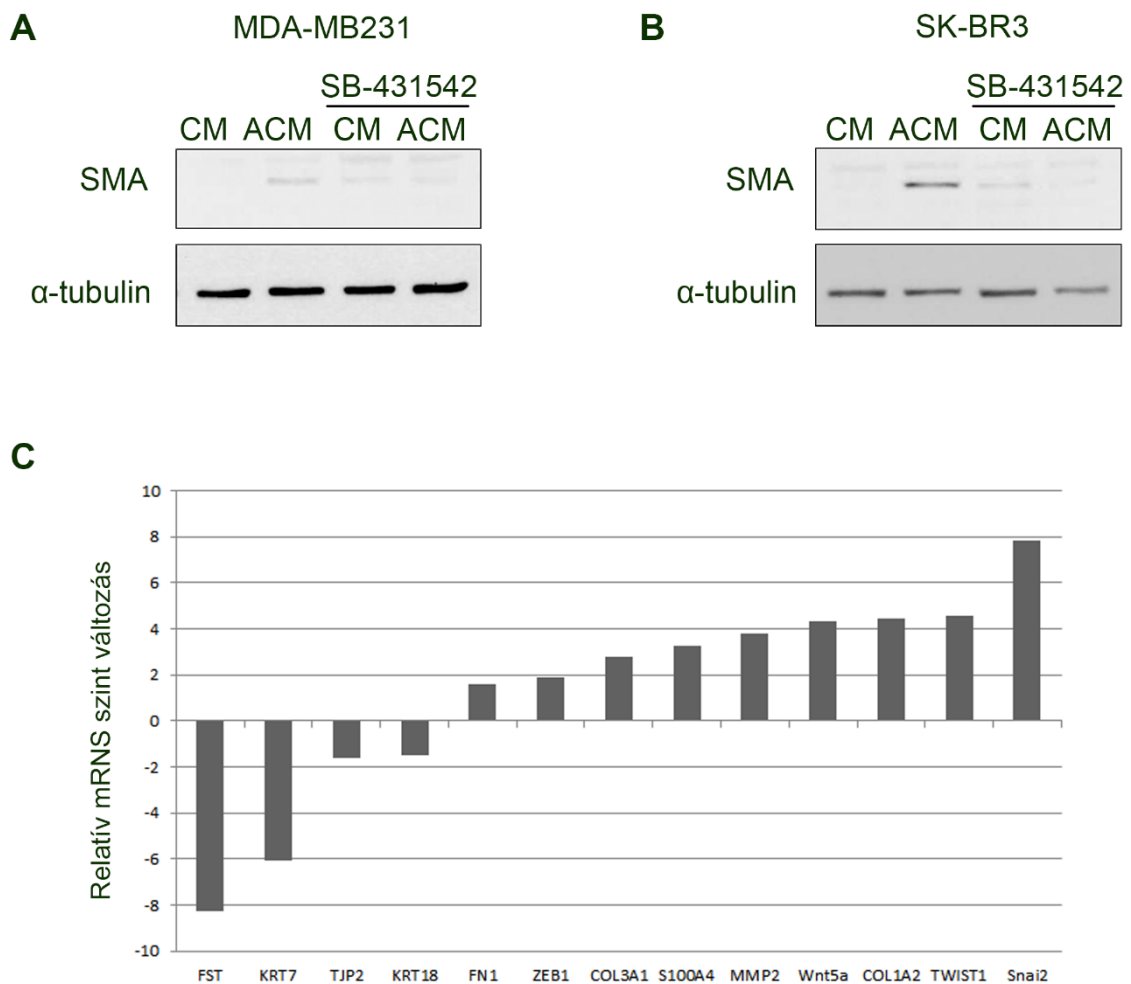 A
MDA-MB231
SB-431542
CM ACM CM ACM
SMA
α-tubulin
B
SK-BR3
SB-431542
CM ACM CM ACM
SMA
α-tubulin
C
Relatív mRNS szint változás
10
8
6
4
2
0
-2
-4
-6
-8
-10
FST KRT7 TJP2 KRT18 FN1 ZEB1 COL3A1 S100A4 MMP2 Wnt5a COL1A2 TWIST1 Snai2